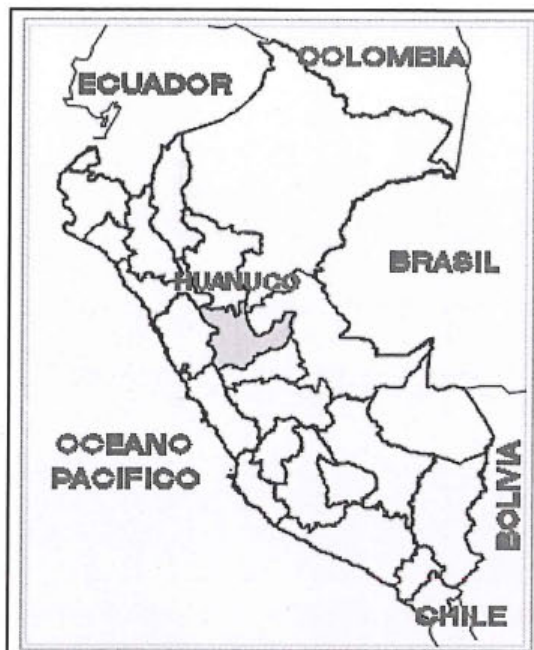 COLOMBIA
ECUADOR
BRASIL
HUANUCO
OCEANO
PACIFICO
BOLIVIA
CHILE